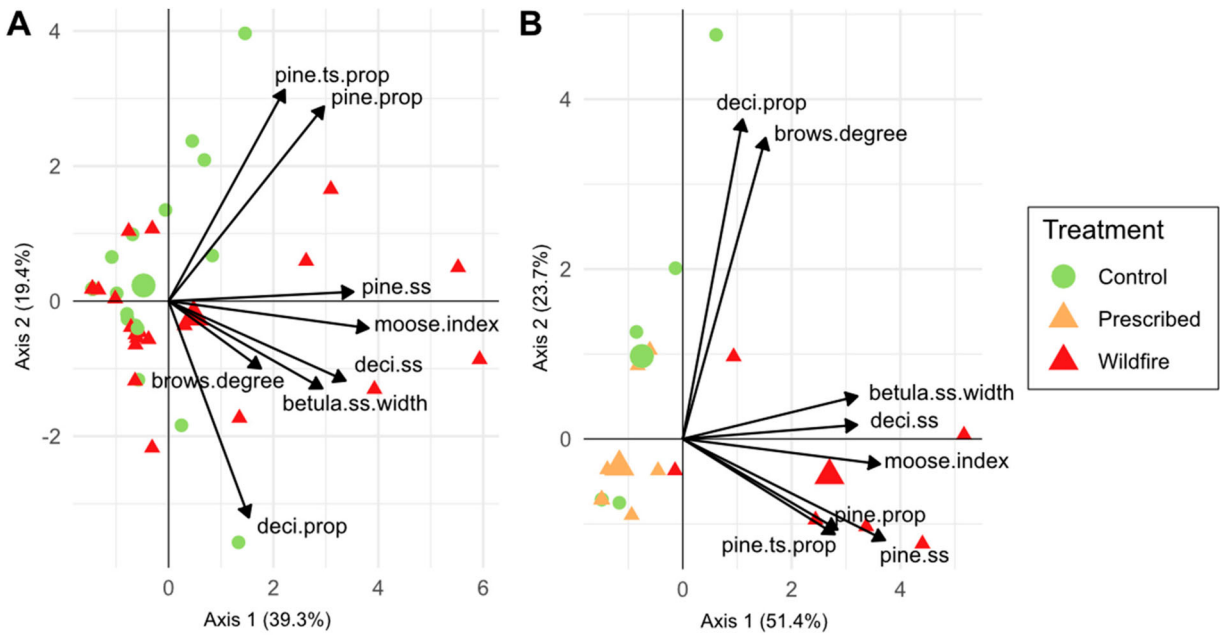 A
4
2
0
-2
0
2
4
6
Axis 2 (19.4%)
Axis 1 (39.3%)
pine.ts.prop
pine.prop
pine.ss
moose.index
deci.ss
brows.degree
betula.ss.width
deci.prop
B
4
2
0
0
2
4
Axis 2 (23.7%)
Axis 1 (51.4%)
deci.prop
brows.degree
betula.ss.width
deci.ss
moose.index
pine.prop
pine.ts.prop
pine.ss
Treatment
Control
Prescribed
Wildfire